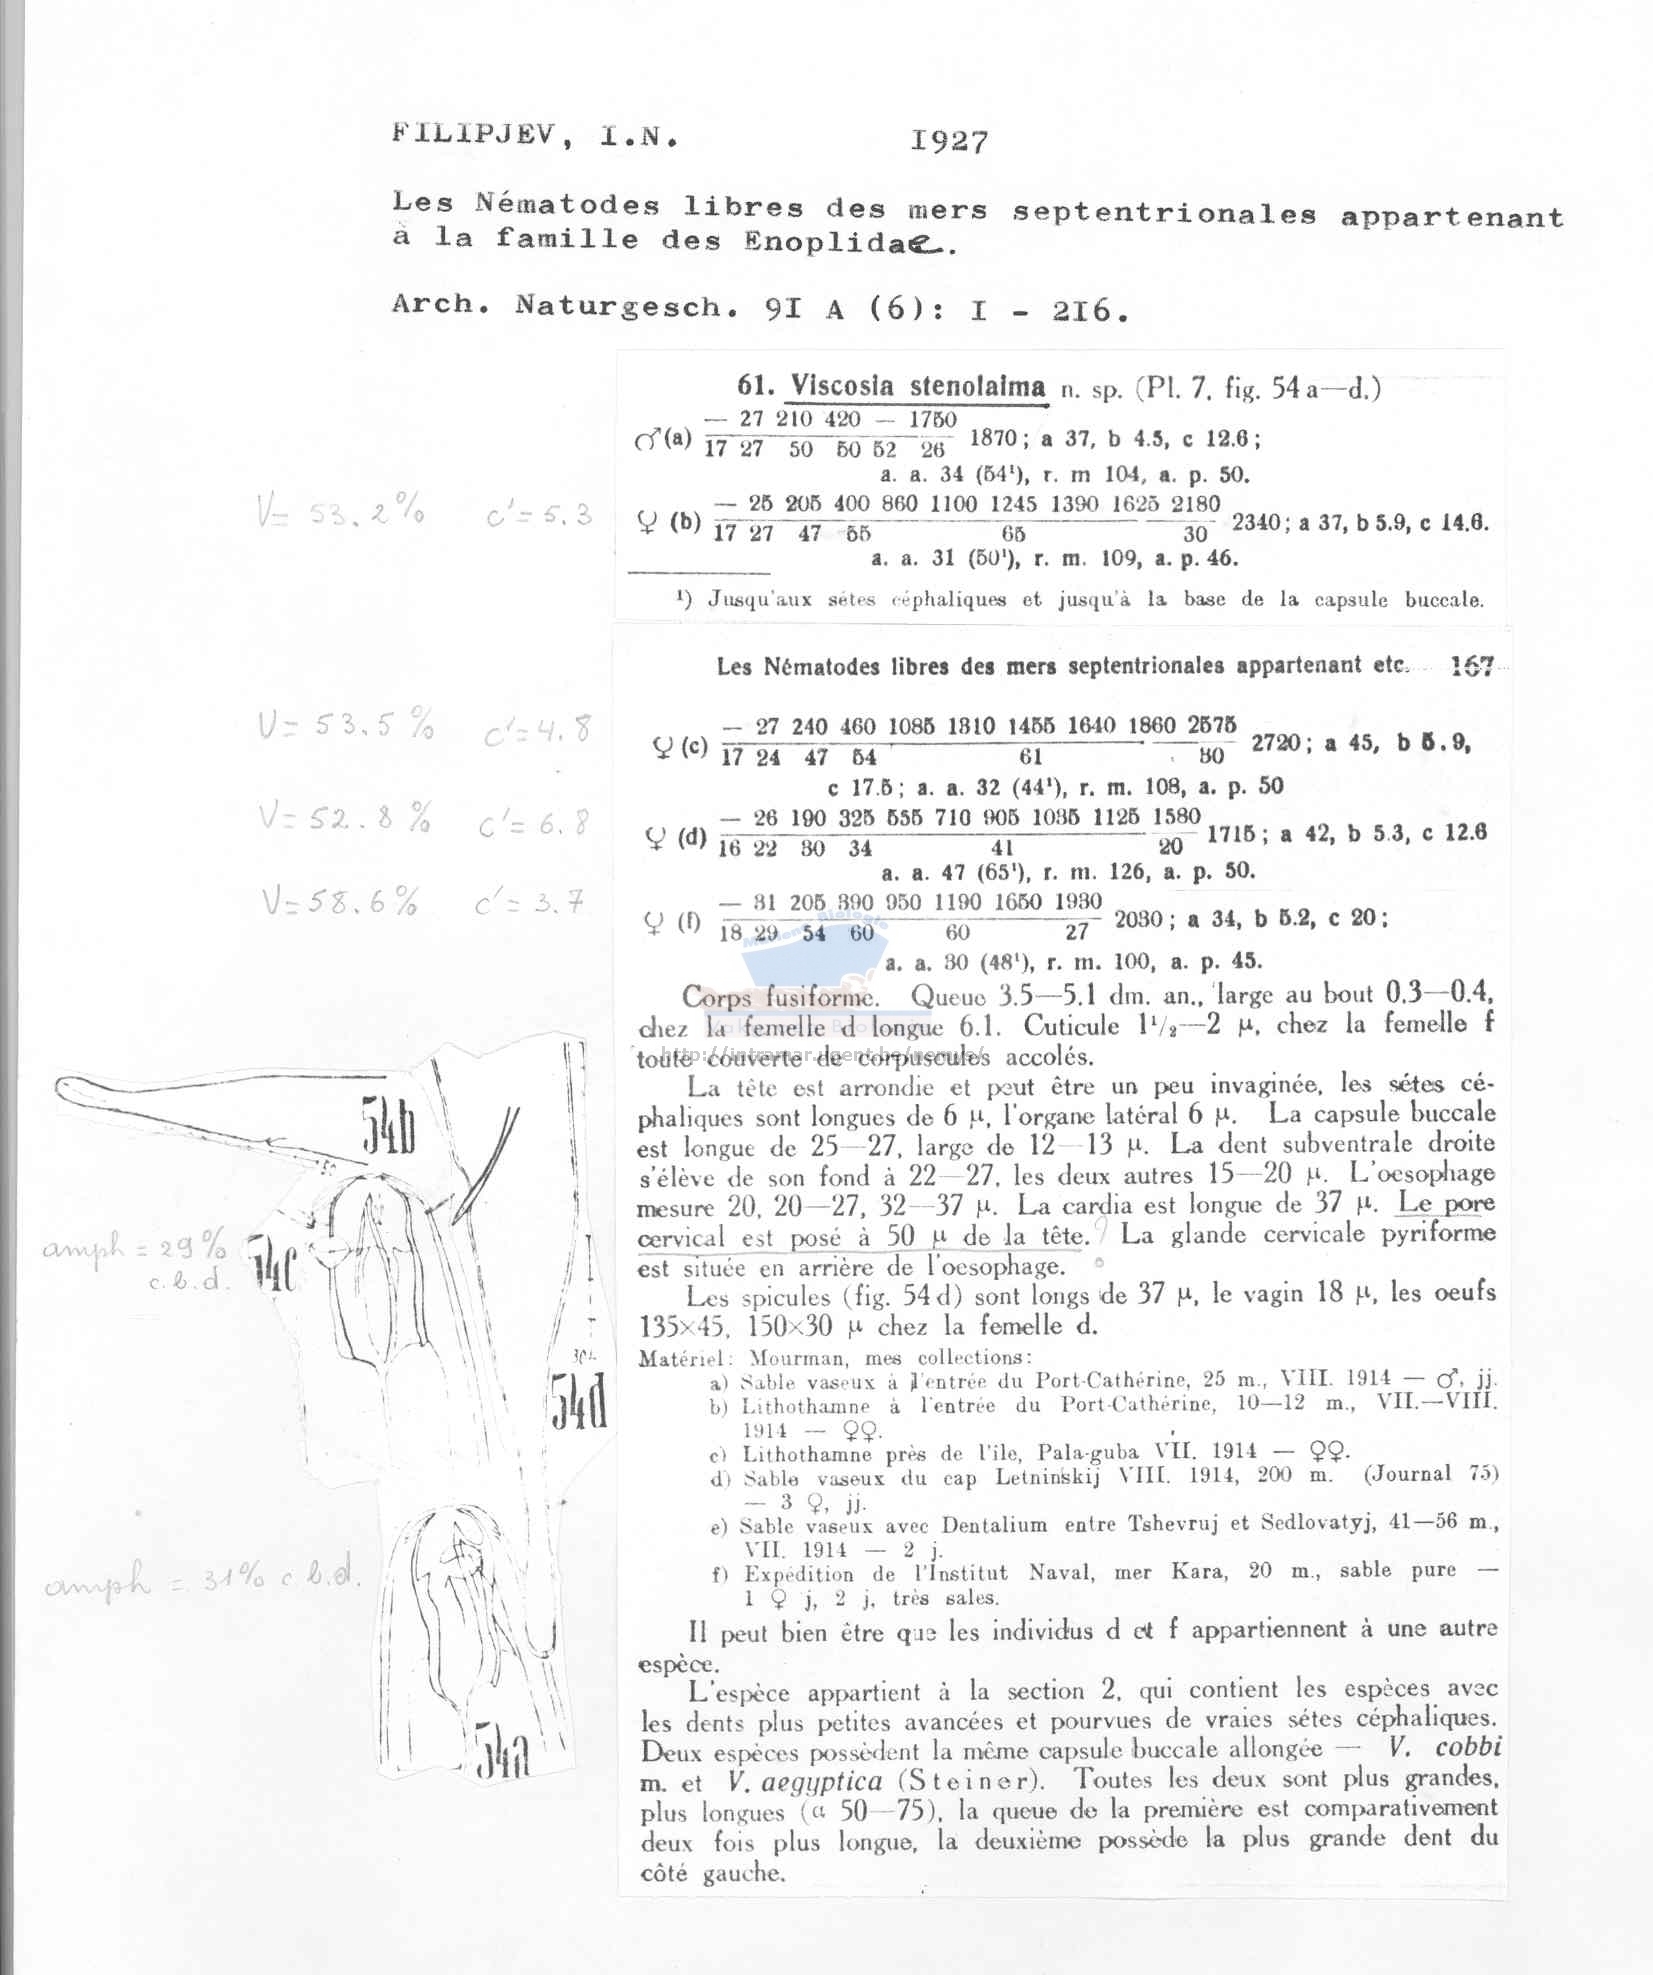 FILIPJEV, I.N. I927
Les Nématodes libres des mers septentrionales appartenant
à la famille des Enoplidae.
Arch. Naturgesch. 9I A (6): I - 2I6.
61. Viscosia stenolaima n. sp. (Pl. 7, fig. 54 a—d.)
— 27 210 420 — 1750
♂(a) 17 27 50 50 52 26 1870; a 37, b 4.5, c 12.6;
a. a. 34 (54¹), r. m 104, a. p. 50.
V= 53.2% c'= 5.3
— 25 205 400 860 1100 1245 1390 1625 2180
♀ (b) 17 27 47 55 65 30 2340; a 37, b 5.9, c 14.6.
a. a. 31 (50¹), r. m. 109, a. p. 46.
¹) Jusqu'aux sétes céphaliques et jusqu'à la base de la capsule buccale.
Les Nématodes libres des mers septentrionales appartenant etc. 167
V= 53.5% c'= 4.8
— 27 240 460 1085 1310 1455 1640 1860 2575
♀ (c) 17 24 47 54 61 30 2720; a 45, b 5.9,
c 17.5; a. a. 32 (44¹), r. m. 108, a. p. 50
V= 52.8% c'= 6.8
— 26 190 325 555 710 905 1035 1125 1580
♀ (d) 16 22 30 34 41 20 1715; a 42, b 5.3, c 12.6
a. a. 47 (65¹), r. m. 126, a. p. 50.
V= 58.6% c'= 3.7
— 31 205 390 950 1190 1650 1930
♀ (f) 18 29 54 60 60 27 2030; a 34, b 5.2, c 20;
a. a. 30 (48¹), r. m. 100, a. p. 45.
Corps fusiforme. Queue 3.5—5.1 dm. an., large au bout 0.3—0.4,
chez la femelle d longue 6.1. Cuticule 1¹/₂—2 µ, chez la femelle f
toute couverte de corpuscules accolés.
http://intramar.ugent.be/nemys/
La tête est arrondie et peut être un peu invaginée, les sétes cé-
phaliques sont longues de 6 µ, l'organe latéral 6 µ. La capsule buccale
est longue de 25—27, large de 12—13 µ. La dent subventrale droite
s'élève de son fond à 22—27, les deux autres 15—20 µ. L'oesophage
mesure 20, 20—27, 32—37 µ. La cardia est longue de 37 µ. Le pore
cervical est posé à 50 µ de la tête. ? La glande cervicale pyriforme
est située en arrière de l'oesophage.
Les spicules (fig. 54 d) sont longs de 37 µ, le vagin 18 µ, les oeufs
135×45, 150×30 µ chez la femelle d.
Matériel: Mourman, mes collections:
a) Sable vaseux à l'entrée du Port-Cathérine, 25 m., VIII. 1914 — ♂, jj.
b) Lithothamne à l'entrée du Port-Cathérine, 10—12 m., VII.—VIII.
1914 — ♀♀.
c) Lithothamne près de l'ile, Pala-guba VII. 1914 — ♀♀.
d) Sable vaseux du cap Letninskij VIII. 1914, 200 m. (Journal 75)
— 3 ♀, jj.
e) Sable vaseux avec Dentalium entre Tshevruj et Sedlovatyj, 41—56 m.,
VII. 1914 — 2 j.
f) Expédition de l'Institut Naval, mer Kara, 20 m., sable pure —
1 ♀ j, 2 j, très sales.
Il peut bien être que les individus d et f appartiennent à une autre
espèce.
L'espèce appartient à la section 2, qui contient les espèces avec
les dents plus petites avancées et pourvues de vraies sétes céphaliques.
Deux espèces possèdent la même capsule buccale allongée — V. cobbi
m. et V. aegyptica (Steiner). Toutes les deux sont plus grandes,
plus longues (a 50—75), la queue de la première est comparativement
deux fois plus longue, la deuxième possède la plus grande dent du
côté gauche.
54b
amph = 29%
c.b.d.
54c
54d
amph = 31% c.b.d.
54a